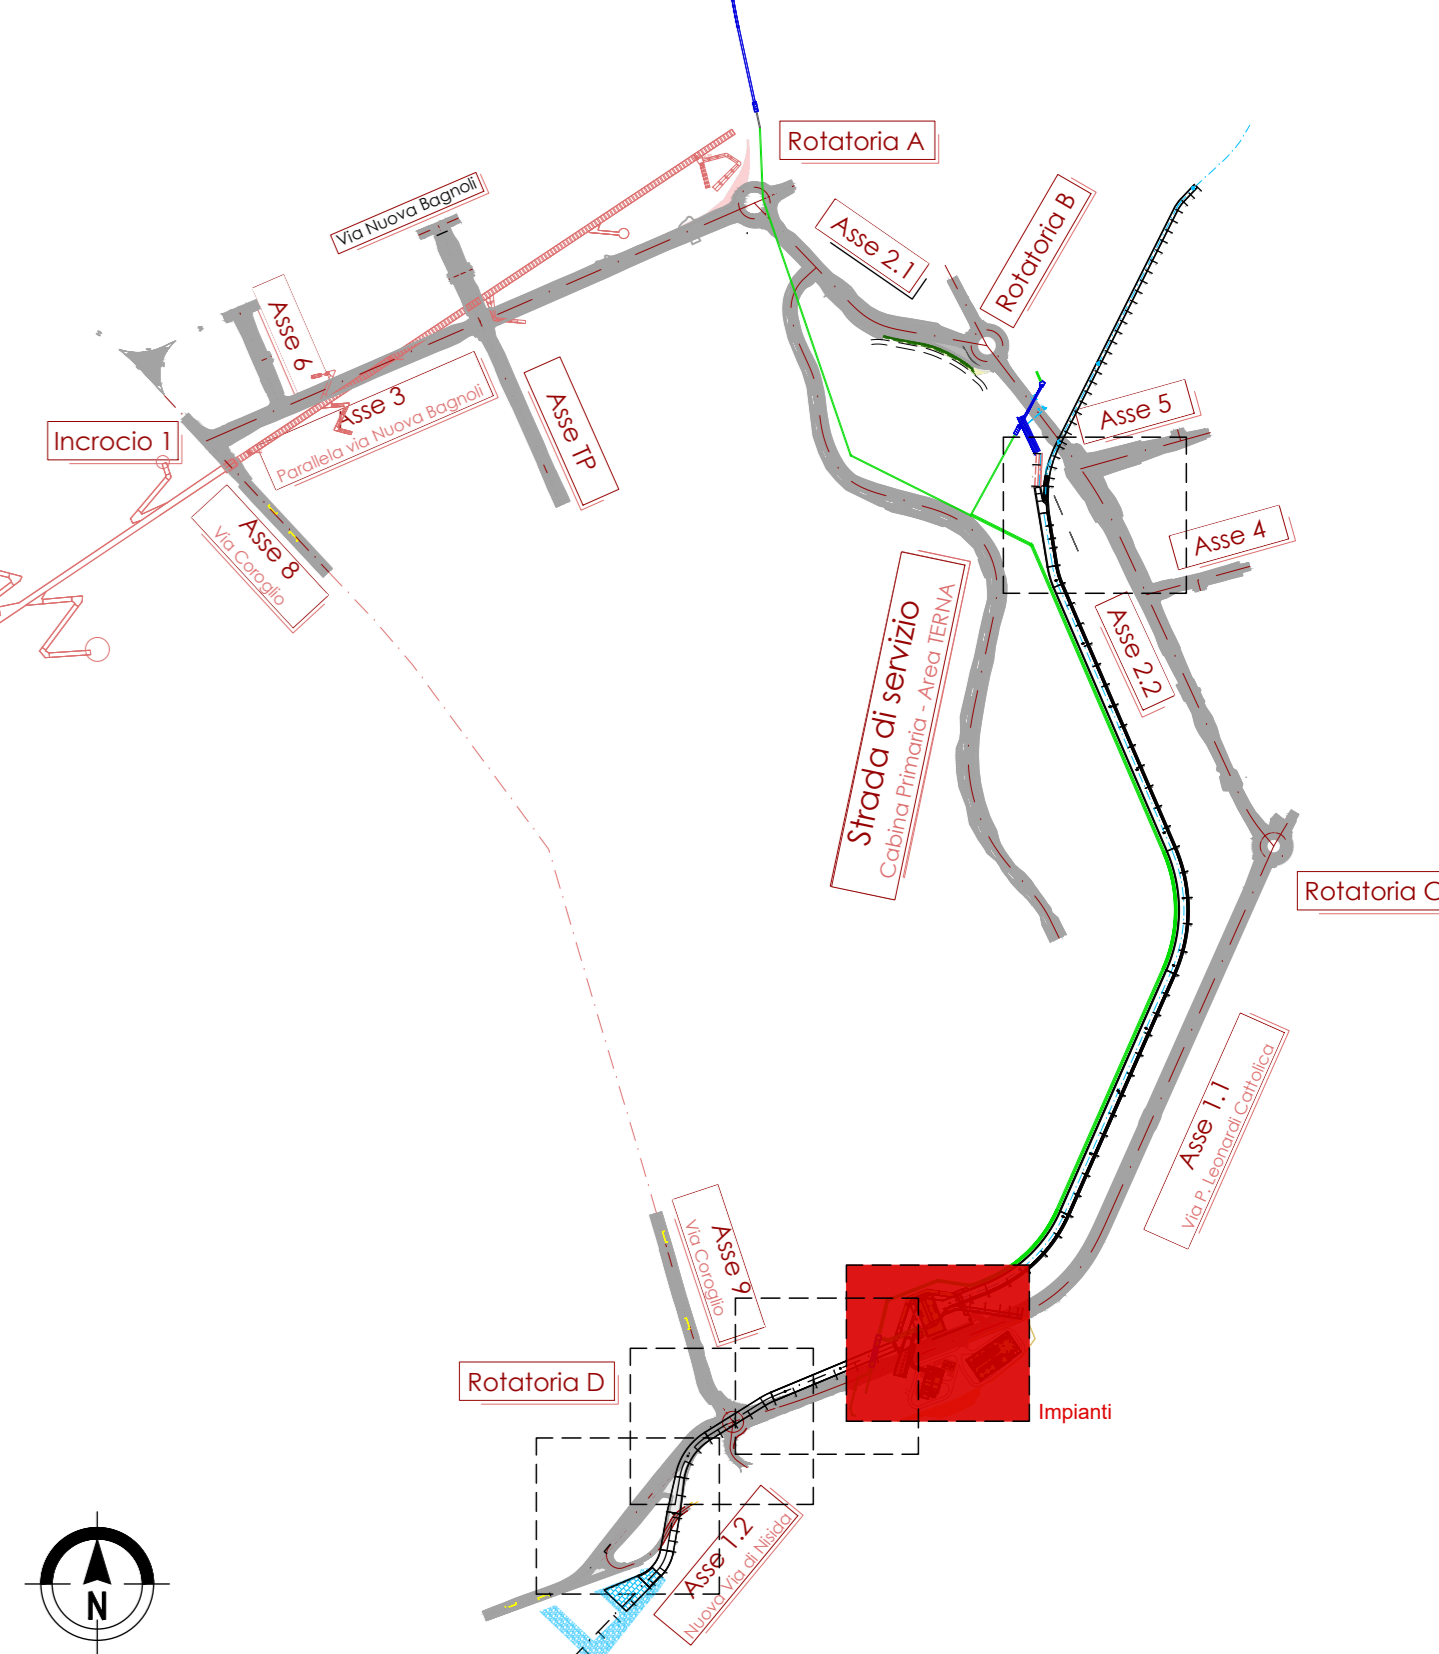 Rotatoria A
Via Nuova Bagnoli
Asse 2.1
Rotatoria B
Asse 6
Asse 3
Parallela via Nuova Bagnoli
Asse TP
Asse 5
Incrocio 1
Asse 8
Via Coroglio
Asse 4
Strada di servizio
Cabina Primaria - Area TERNA
Asse 2.2
Rotatoria C
Asse 1.1
Via P. Leonardi Cattolica
Asse 9
Via Coroglio
Rotatoria D
Impianti
Asse 1.2
Nuova Via di Nisida
N